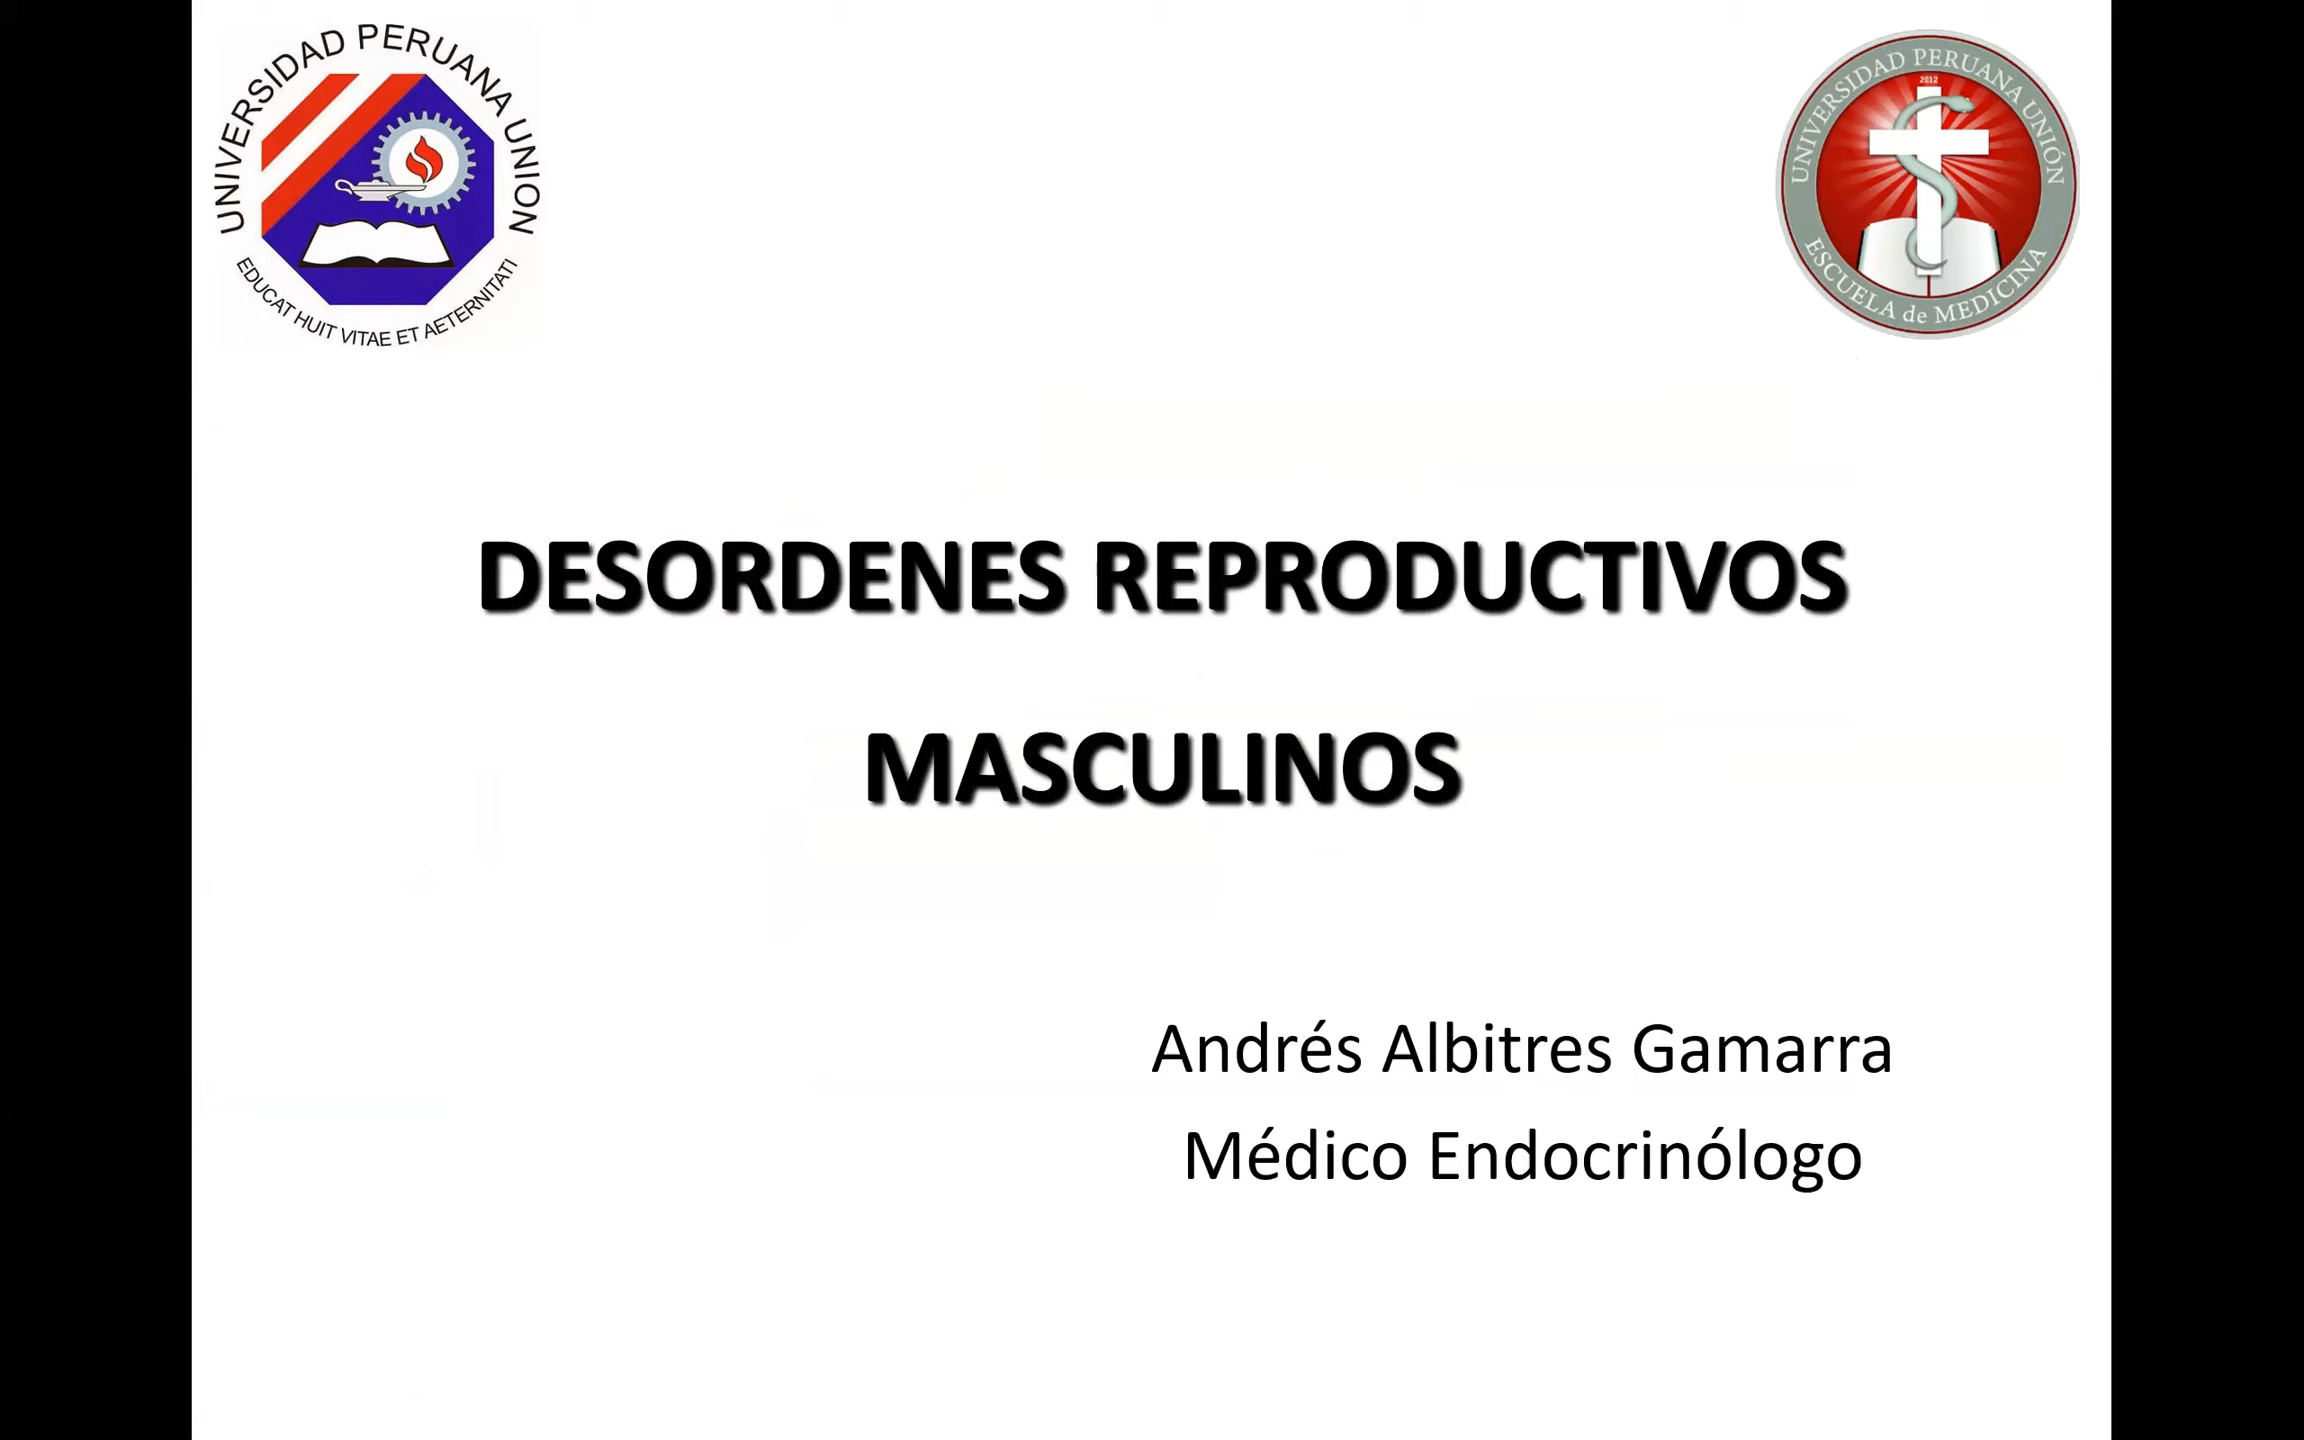 UNIVERSIDAD PERUANA UNION
EDUCAT HUIT VITAE ET AETERNITATI
UNIVERSIDAD PERUANA UNIÓN
2012
ESCUELA de MEDICINA
DESORDENES REPRODUCTIVOS
MASCULINOS
Andrés Albitres Gamarra
Médico Endocrinólogo